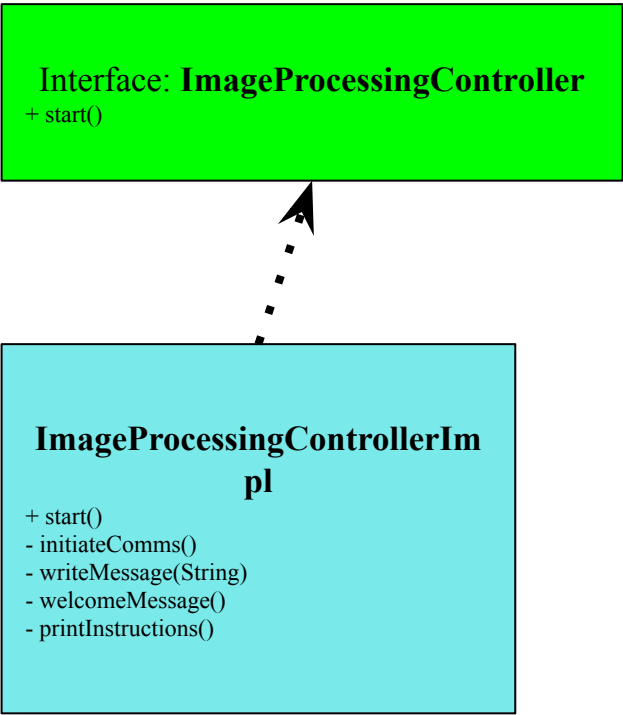 Interface: ImageProcessingController
+ start()
ImageProcessingControllerIm
pl
+ start()
- initiateComms()
- writeMessage(String)
- welcomeMessage()
- printInstructions()